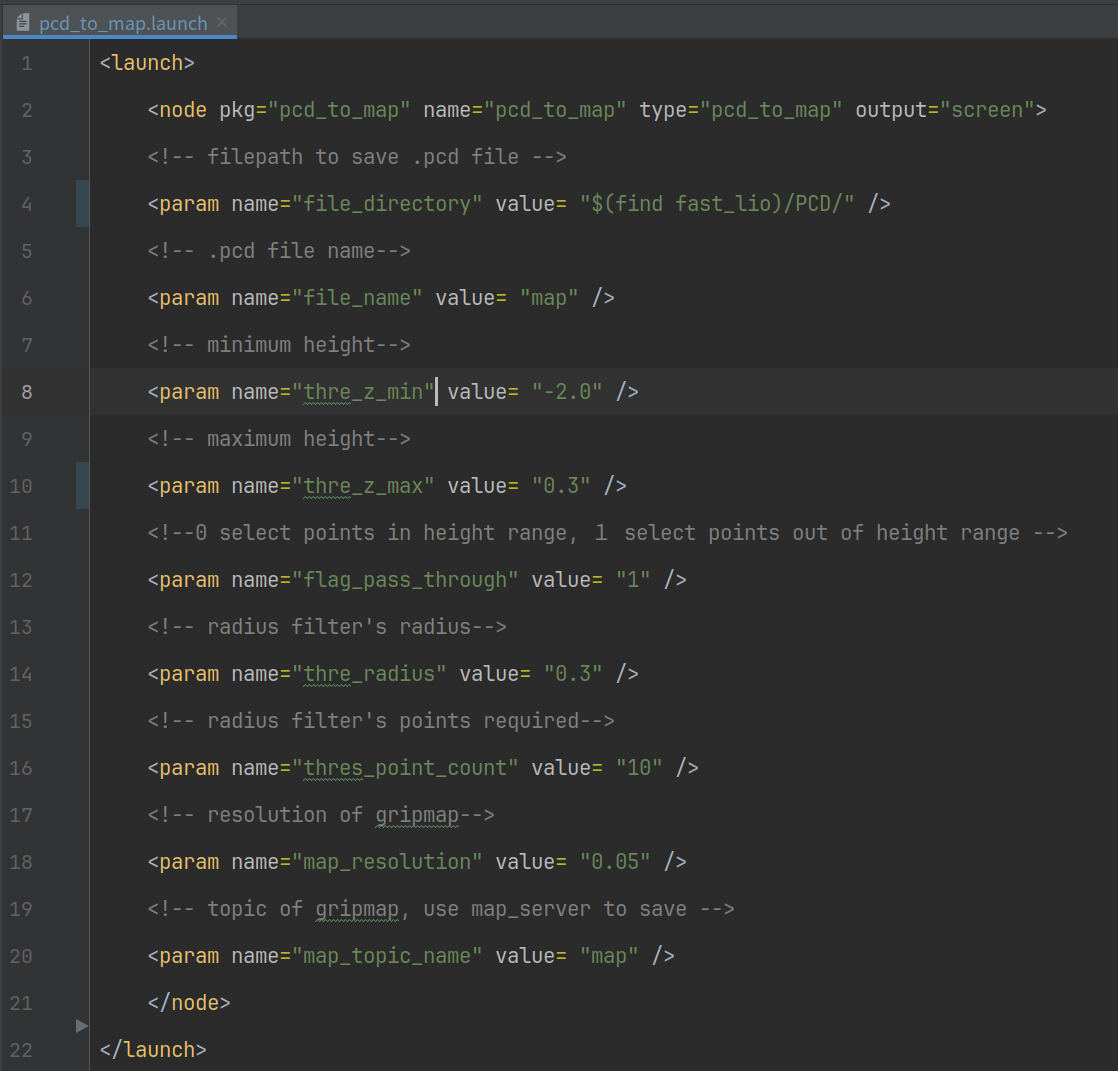 pcd_to_map.launch ×
1 <launch>
2 <node pkg="pcd_to_map" name="pcd_to_map" type="pcd_to_map" output="screen">
3 <!-- filepath to save .pcd file -->
4 <param name="file_directory" value= "$(find fast_lio)/PCD/" />
5 <!-- .pcd file name-->
6 <param name="file_name" value= "map" />
7 <!-- minimum height-->
8 <param name="thre_z_min" value= "-2.0" />
9 <!-- maximum height-->
10 <param name="thre_z_max" value= "0.3" />
11 <!--0 select points in height range, 1 select points out of height range -->
12 <param name="flag_pass_through" value= "1" />
13 <!-- radius filter's radius-->
14 <param name="thre_radius" value= "0.3" />
15 <!-- radius filter's points required-->
16 <param name="thres_point_count" value= "10" />
17 <!-- resolution of gripmap-->
18 <param name="map_resolution" value= "0.05" />
19 <!-- topic of gripmap, use map_server to save -->
20 <param name="map_topic_name" value= "map" />
21 </node>
22 </launch>